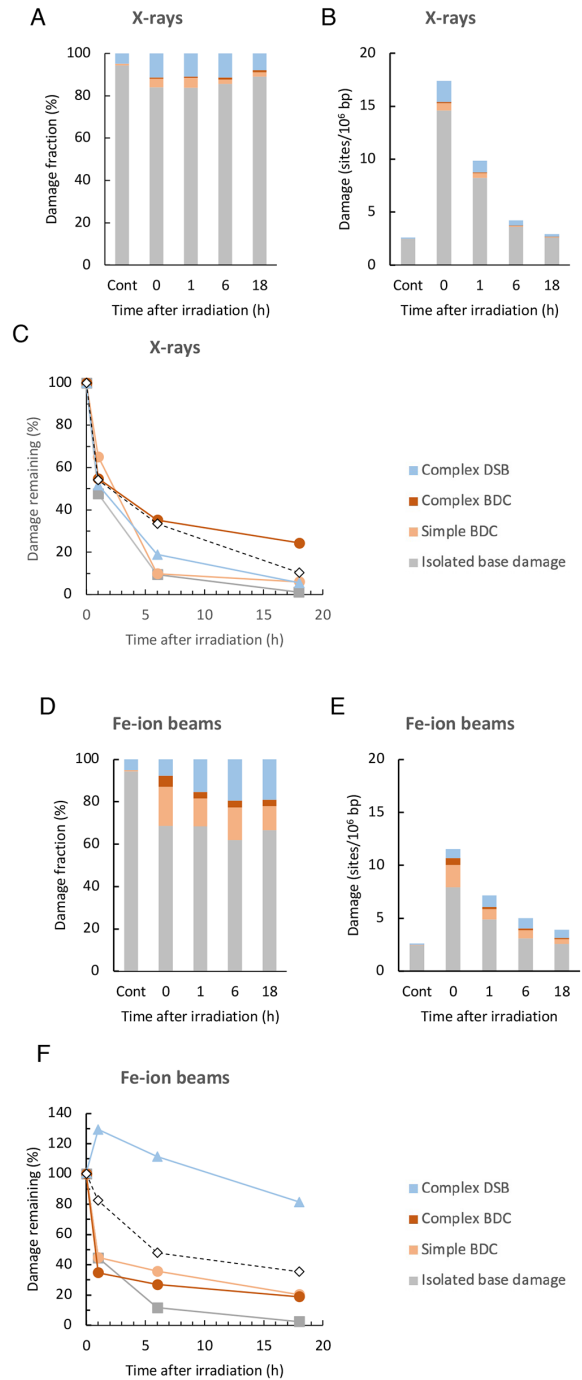 A
X-rays
Damage fraction (%)
100
80
60
40
20
0
Cont 0 1 6 18
Time after irradiation (h)
B
X-rays
Damage (sites/10⁶ bp)
20
15
10
5
0
Cont 0 1 6 18
Time after irradiation (h)
C
X-rays
Damage remaining (%)
100
80
60
40
20
0
0 5 10 15 20
Time after irradiation (h)
Complex DSB
Complex BDC
Simple BDC
Isolated base damage
D
Fe-ion beams
Damage fraction (%)
100
80
60
40
20
0
Cont 0 1 6 18
Time after irradiation (h)
E
Fe-ion beams
Damage (sites/10⁶ bp)
20
15
10
5
0
Cont 0 1 6 18
Time after irradiation
F
Fe-ion beams
Damage remaining (%)
140
120
100
80
60
40
20
0
0 5 10 15 20
Time after irradiation (h)
Complex DSB
Complex BDC
Simple BDC
Isolated base damage